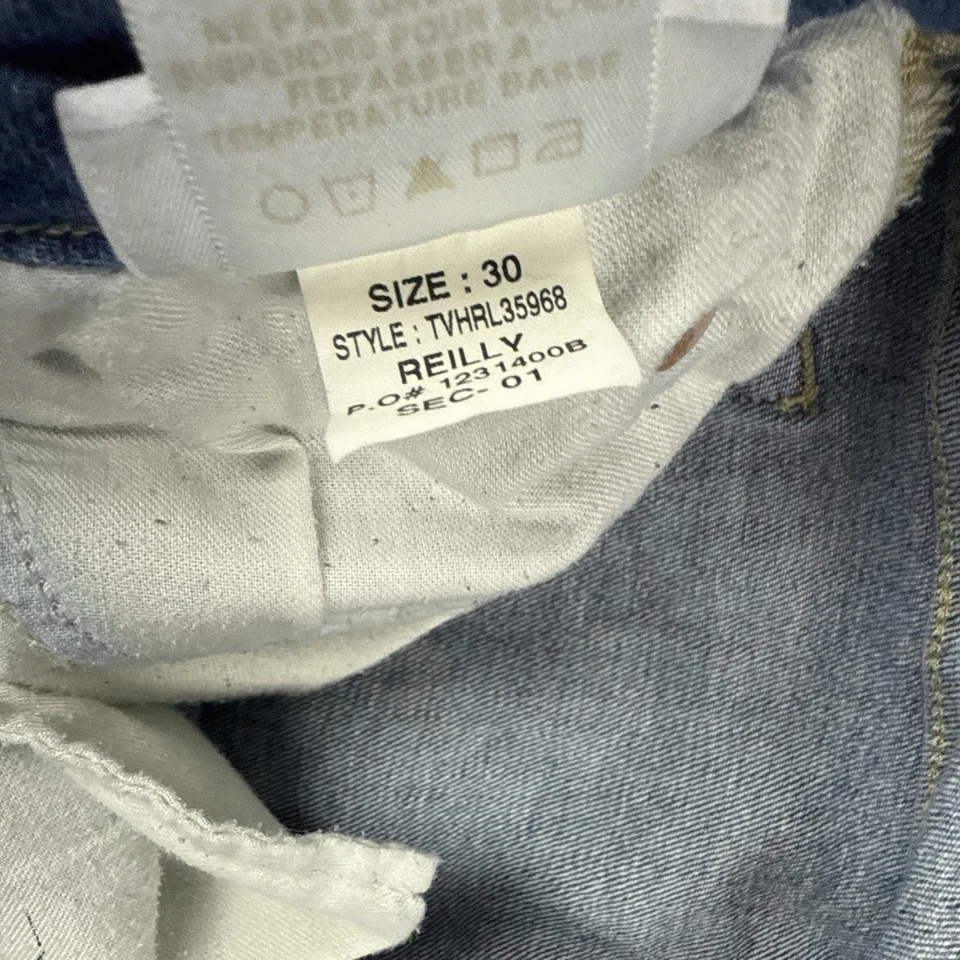 NE PAS
SUSPENDRE POUR SECHER
REPASSER A
TEMPERATURE BASSE
SIZE : 30
STYLE : TVHRL35968
REILLY
P.O# 1231400B
SEC- 01